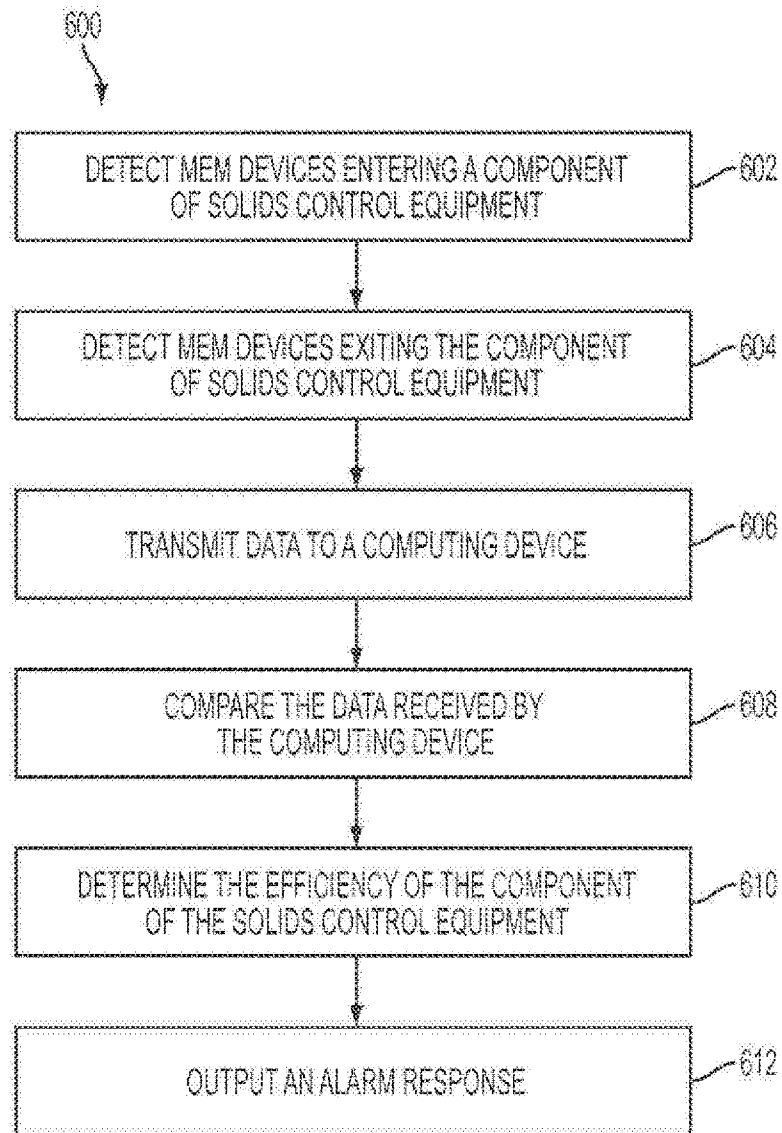 600
DETECT MEM DEVICES ENTERING A COMPONENT
OF SOLIDS CONTROL EQUIPMENT
602
DETECT MEM DEVICES EXITING THE COMPONENT
OF SOLIDS CONTROL EQUIPMENT
604
TRANSMIT DATA TO A COMPUTING DEVICE
606
COMPARE THE DATA RECEIVED BY
THE COMPUTING DEVICE
608
DETERMINE THE EFFICIENCY OF THE COMPONENT
OF THE SOLIDS CONTROL EQUIPMENT
610
OUTPUT AN ALARM RESPONSE
612